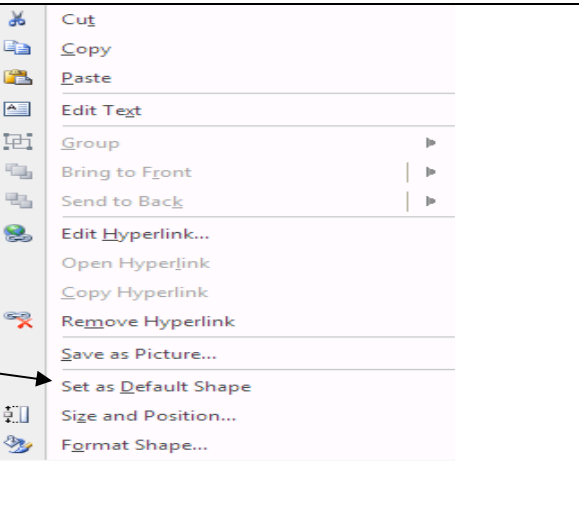 Cut
Copy
Paste
Edit Text
Group
Bring to Front
Send to Back
Edit Hyperlink...
Open Hyperlink
Copy Hyperlink
Remove Hyperlink
Save as Picture...
Set as Default Shape
Size and Position...
Format Shape...